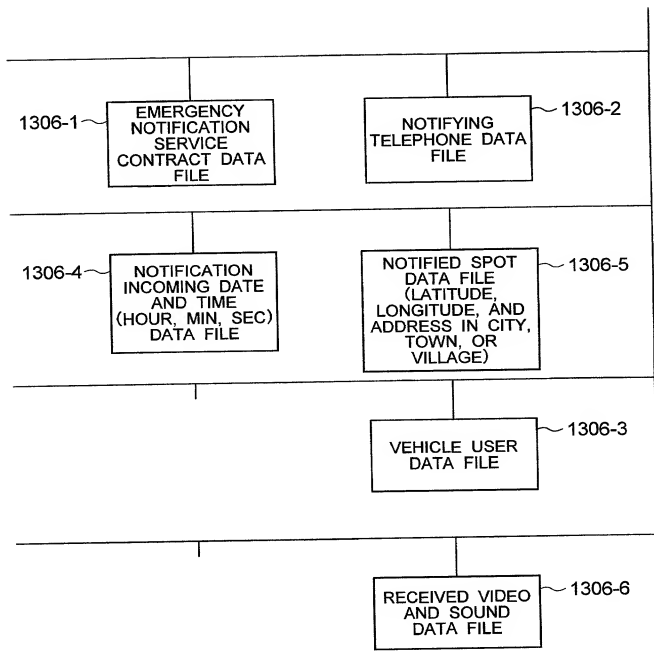 1306-1
EMERGENCY
NOTIFICATION
SERVICE
CONTRACT DATA
FILE
NOTIFYING
TELEPHONE DATA
FILE
1306-2
1306-4
NOTIFICATION
INCOMING DATE
AND TIME
(HOUR, MIN, SEC)
DATA FILE
NOTIFIED SPOT
DATA FILE
(LATITUDE,
LONGITUDE, AND
ADDRESS IN CITY,
TOWN, OR
VILLAGE)
1306-5
VEHICLE USER
DATA FILE
1306-3
RECEIVED VIDEO
AND SOUND
DATA FILE
1306-6